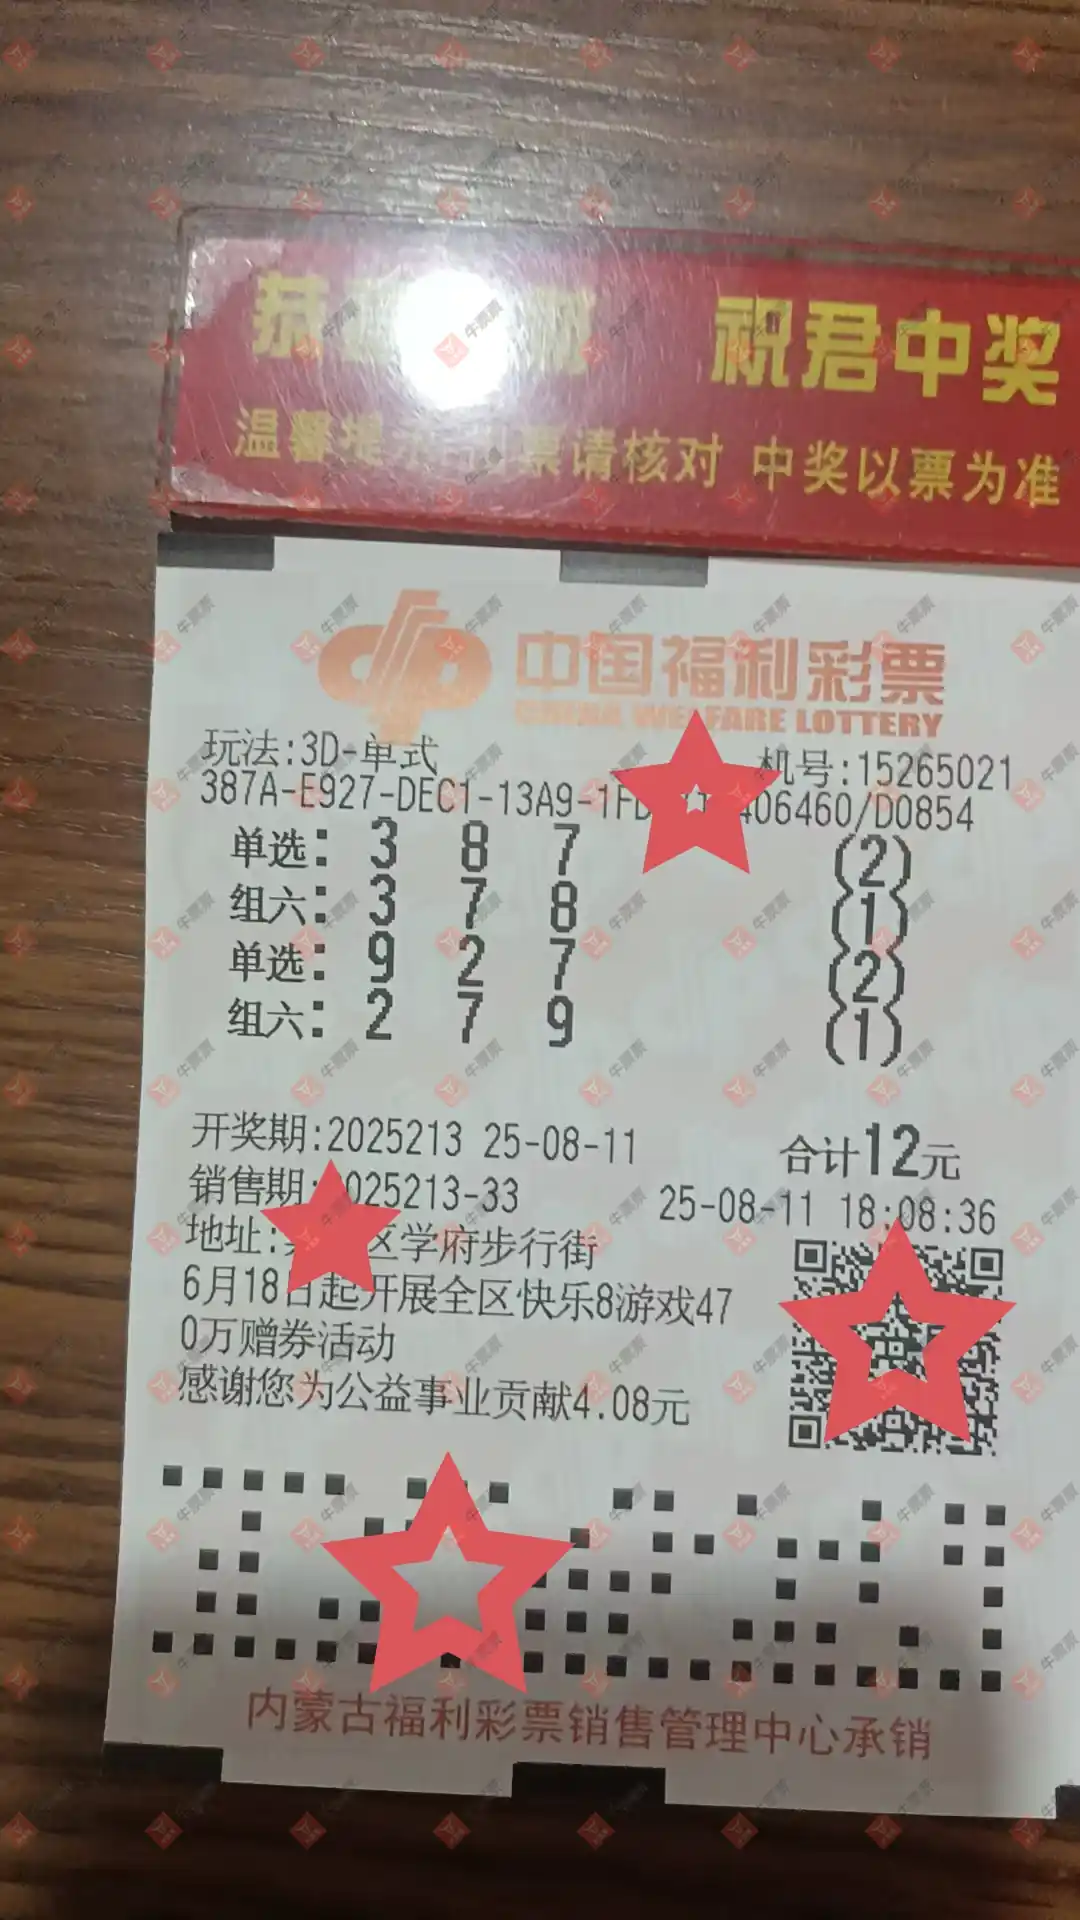 恭
祝君中奖
温馨提 票请核对 中奖以票为准
中国福利彩票
CHINA WELFARE LOTTERY
玩法:3D-单式
机号:15265021
387A-E927-DEC1-13A9-1FD 406460/D0854
单选: 3 8 7 (2)
组六: 3 7 8 (1)
单选: 9 2 7 (2)
组六: 2 7 9 (1)
开奖期:2025213 25-08-11
合计12元
销售期: 025213-33
25-08-11 18:08:36
地址: 区学府步行街
6月18日起开展全区快乐8游戏47
0万赠券活动
感谢您为公益事业贡献4.08元
内蒙古福利彩票销售管理中心承销
牛票票